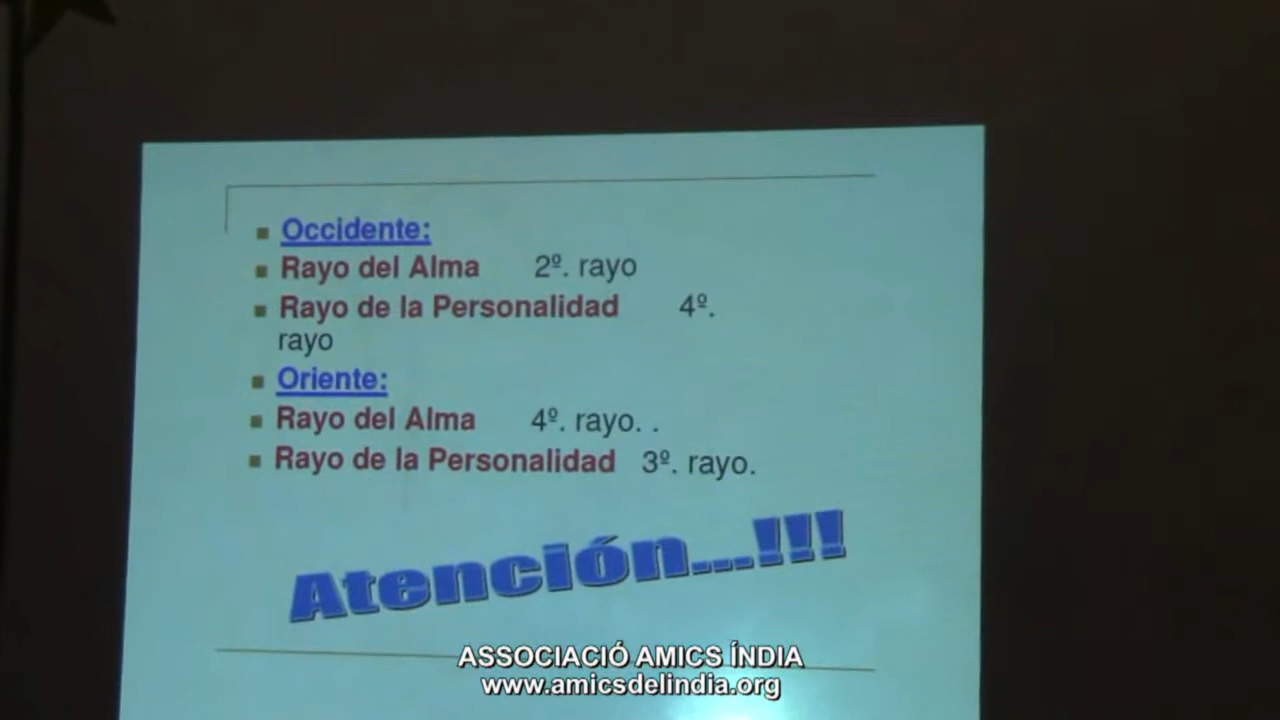 Occidente:
Rayo del Alma 2º. rayo
Rayo de la Personalidad 4º.
rayo
Oriente:
Rayo del Alma 4º. rayo. .
Rayo de la Personalidad 3º. rayo.
Atención...!!!
ASSOCIACIÓ AMICS ÍNDIA
www.amicsdelindia.org